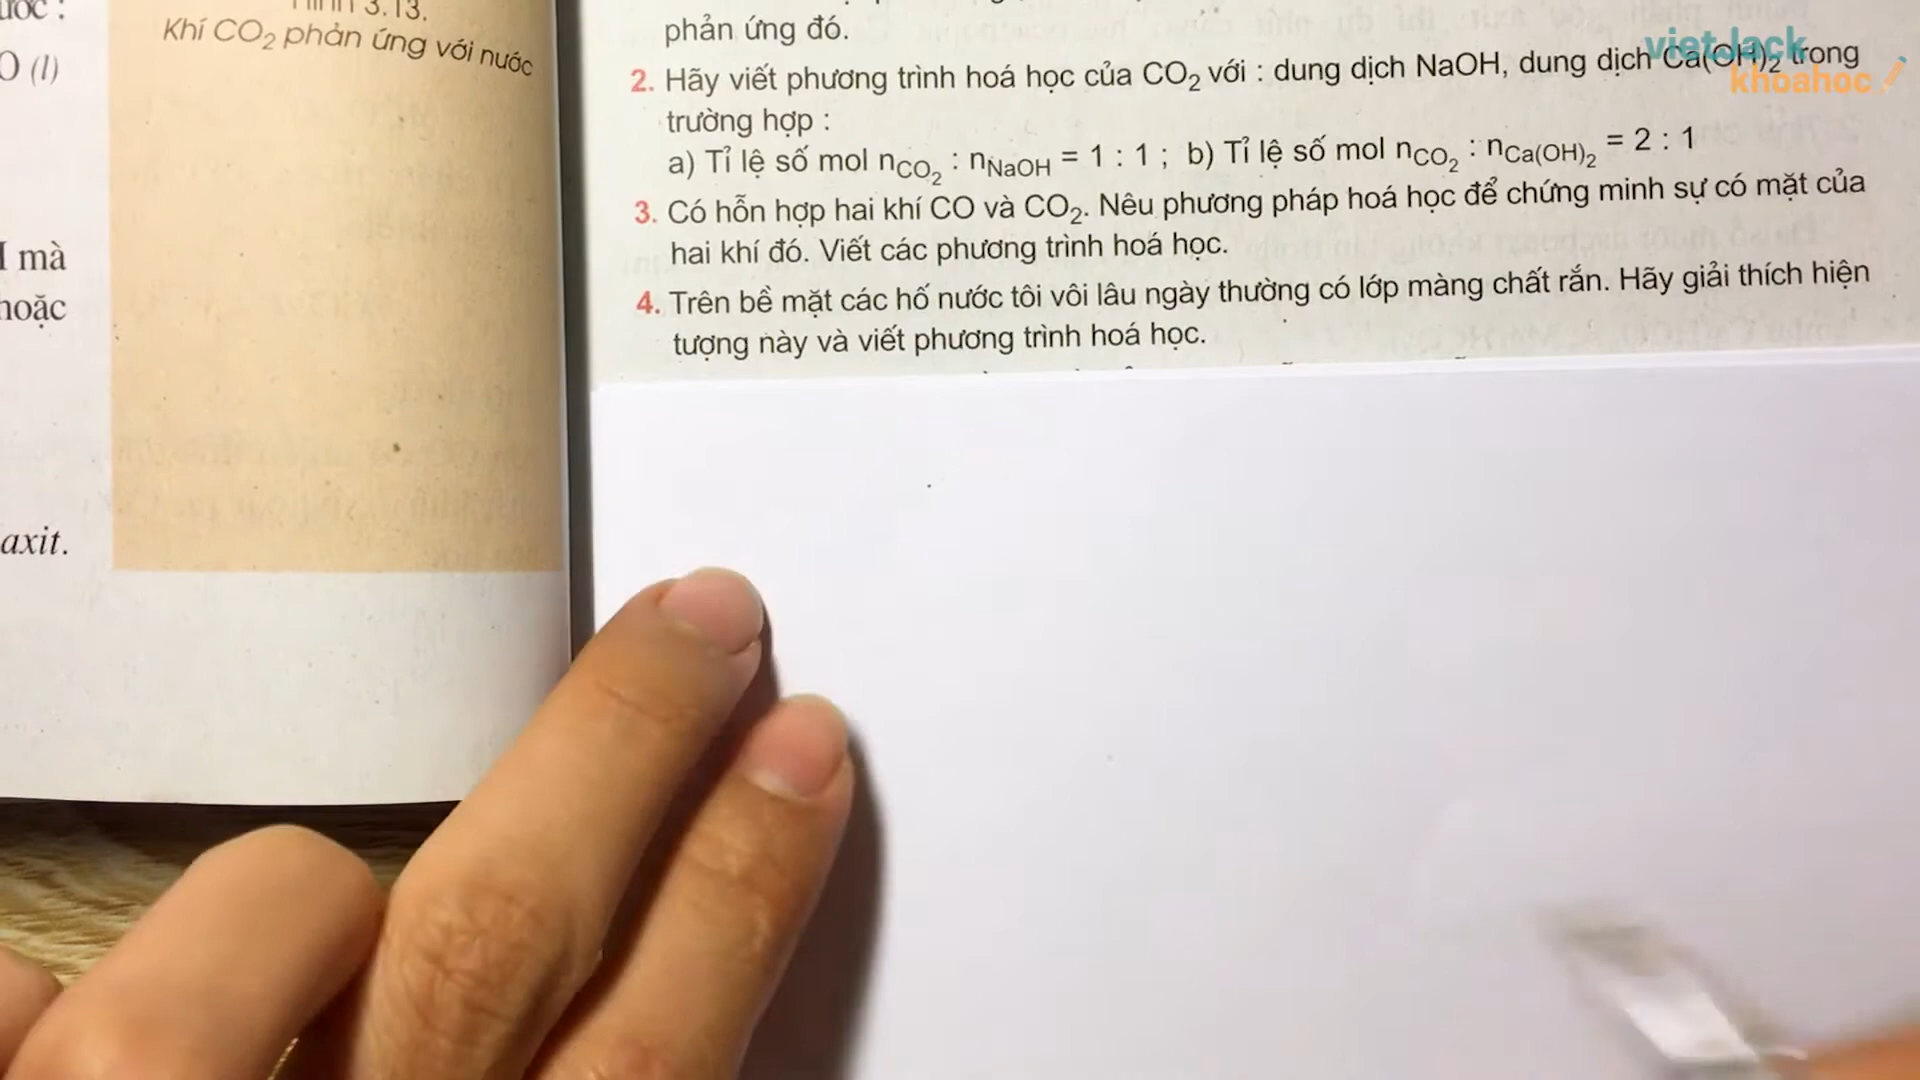 Hình 3.13.
Khí CO₂ phản ứng với nước
O (l)
mà
hoặc
axit.
phản ứng đó.
2. Hãy viết phương trình hoá học của CO₂ với : dung dịch NaOH, dung dịch Ca(OH)₂ trong
trường hợp :
a) Tỉ lệ số mol nCO₂ : nNaOH = 1 : 1 ; b) Tỉ lệ số mol nCO₂ : nCa(OH)₂ = 2 : 1
3. Có hỗn hợp hai khí CO và CO₂. Nêu phương pháp hoá học để chứng minh sự có mặt của
hai khí đó. Viết các phương trình hoá học.
4. Trên bề mặt các hố nước tôi vôi lâu ngày thường có lớp màng chất rắn. Hãy giải thích hiện
tượng này và viết phương trình hoá học.
vietJack
khoahoc